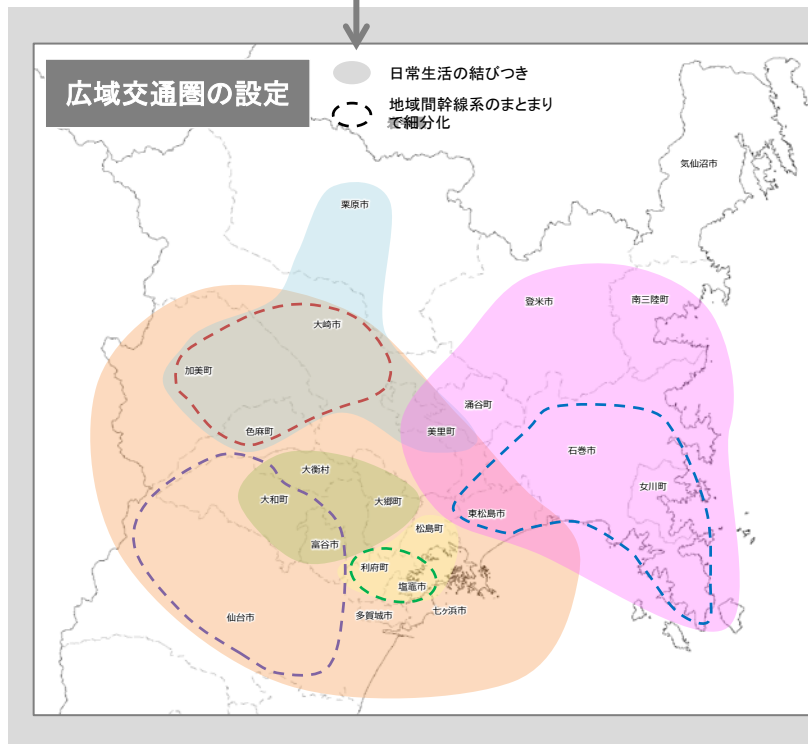 広域交通圏の設定
日常生活の結びつき
地域間幹線系のまとまり
で細分化
気仙沼市
栗原市
登米市
南三陸町
大崎市
加美町
涌谷町
色麻町
美里町
石巻市
大衡村
女川町
大和町
大郷町
東松島市
松島町
富谷市
利府町
塩竈市
仙台市
多賀城市
七ヶ浜市